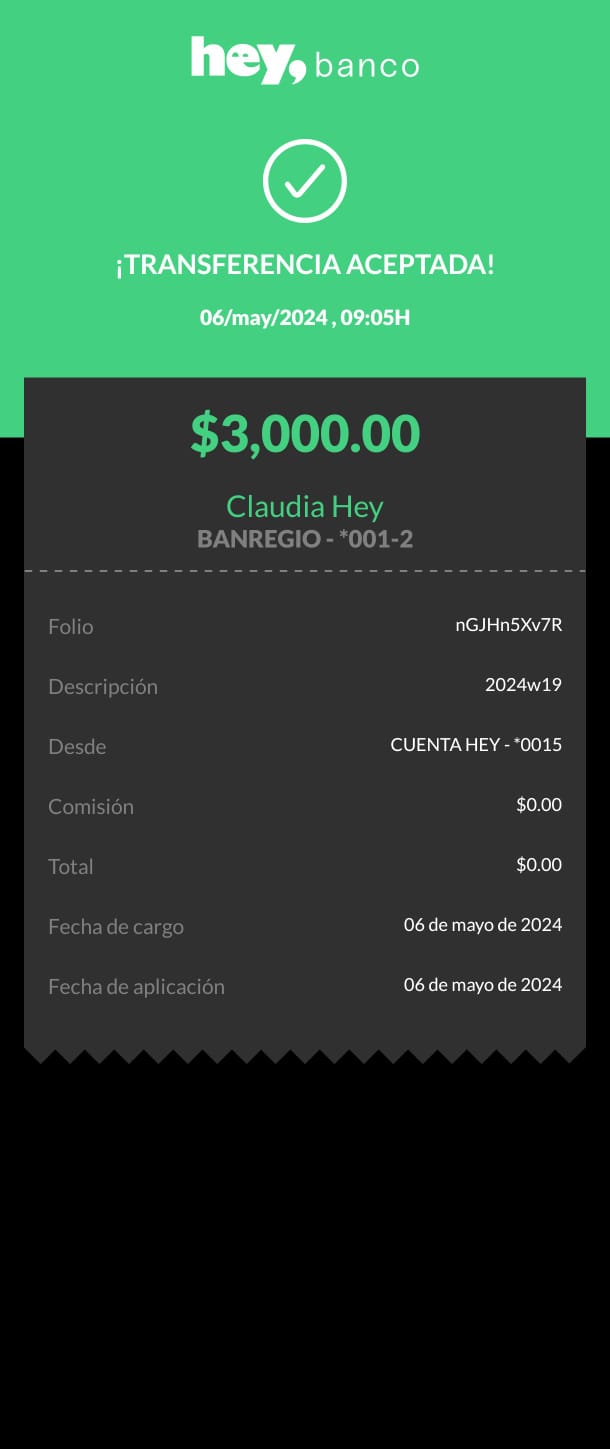 hey, banco
¡TRANSFERENCIA ACEPTADA!
06/may/2024 , 09:05H
$3,000.00
Claudia Hey
BANREGIO - *001-2
Folio nGJHn5Xv7R
Descripción 2024w19
Desde CUENTA HEY - *0015
Comisión $0.00
Total $0.00
Fecha de cargo 06 de mayo de 2024
Fecha de aplicación 06 de mayo de 2024